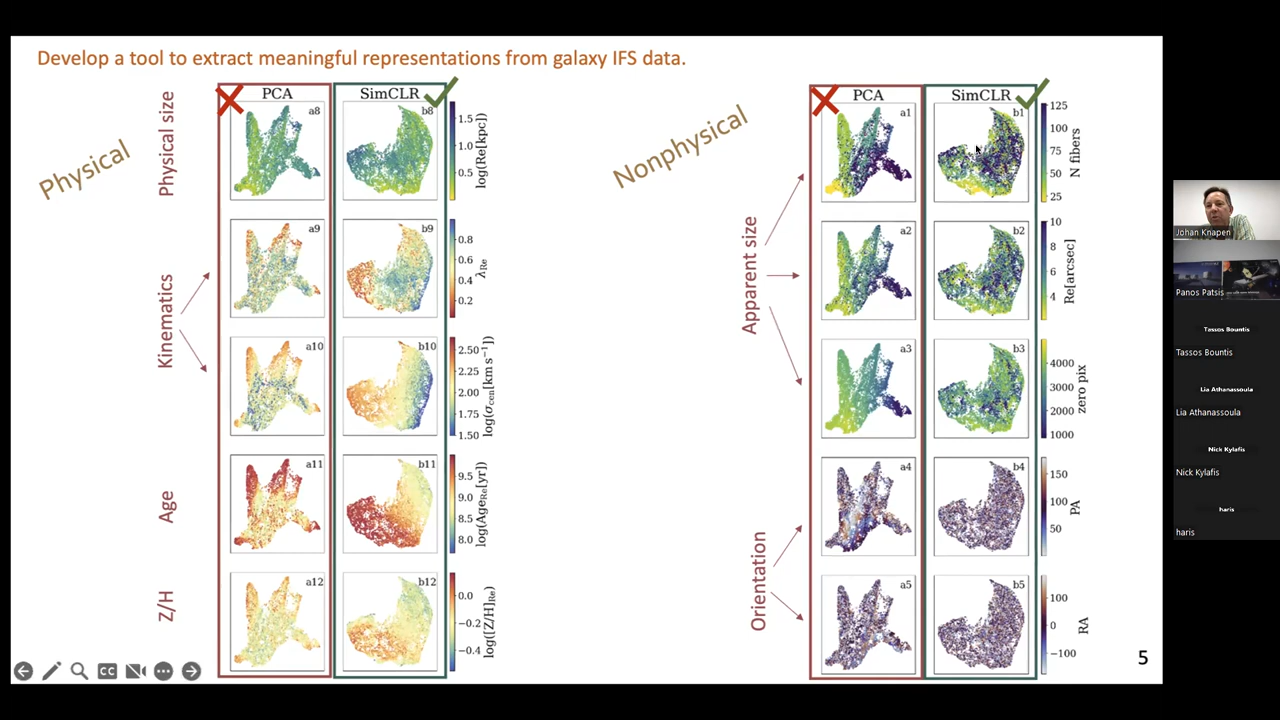 Develop a tool to extract meaningful representations from galaxy IFS data.
Physical
Physical size
Kinematics
Age
Z/H
PCA
SimCLR
a8
b8
1.5
1.0
0.5
log(Re[kpc])
a9
b9
0.8
0.6
0.4
0.2
λRe
a10
b10
2.50
2.25
2.00
1.75
1.50
log(σcen[km s⁻¹])
a11
b11
9.5
9.0
8.5
8.0
log(AgeRe[yr])
a12
b12
0.0
−0.2
−0.4
log([Z/H]Re)
Nonphysical
Apparent size
Orientation
PCA
SimCLR
a1
b1
125
100
75
50
25
N fibers
a2
b2
10
8
6
4
Re[arcsec]
a3
b3
4000
3000
2000
1000
zero pix
a4
b4
150
100
50
PA
a5
b5
100
0
−100
RA
5
CC
Johan Knapen
Panos Patsis
Tassos Bountis
Tassos Bountis
Lia Athanassoula
Lia Athanassoula
Nick Kylafis
Nick Kylafis
haris
haris